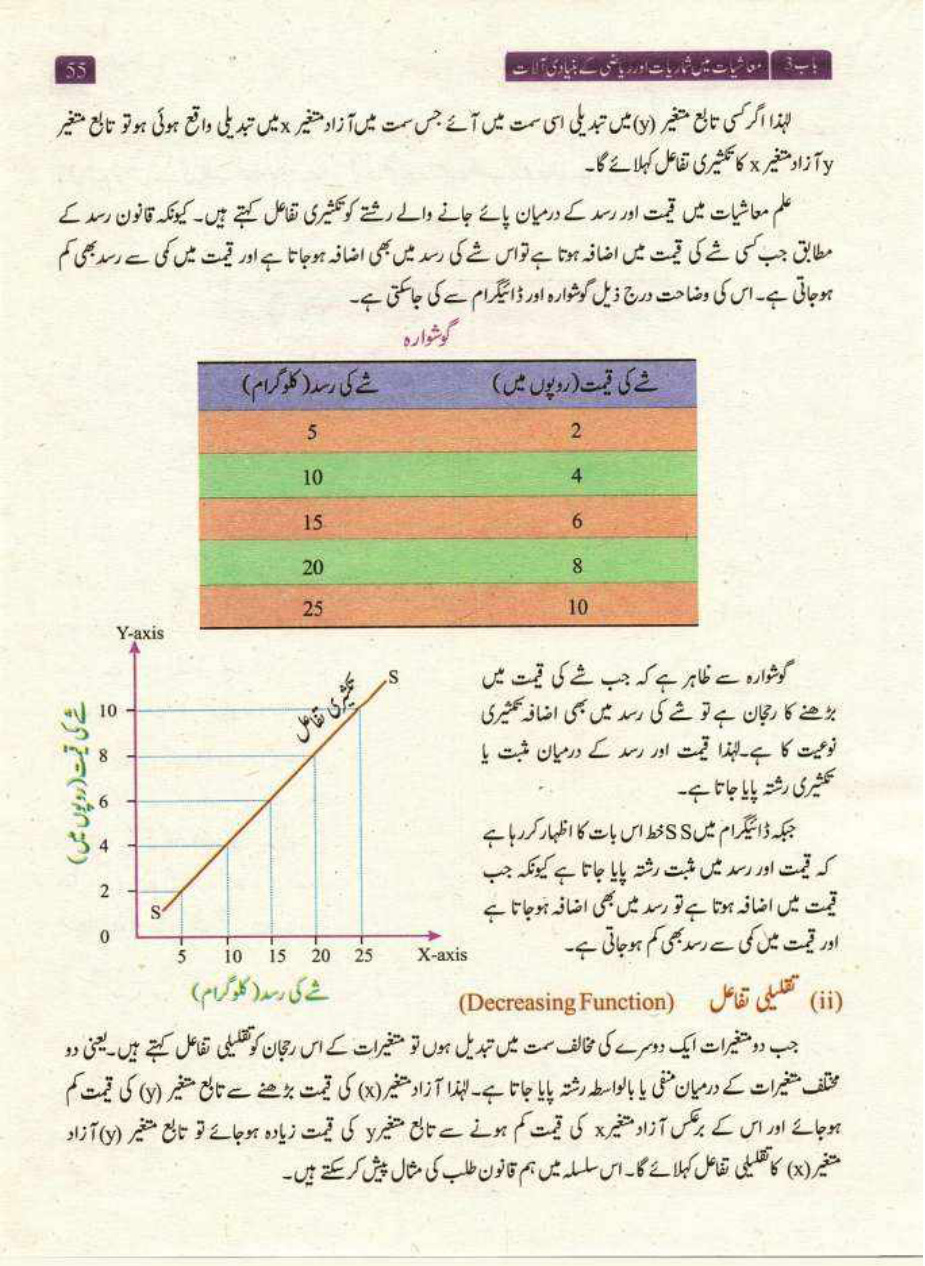 باب 3 معاشیات میں شماریات اور ریاضی کے بنیادی آلات
55
لہٰذا اگر کسی تابع متغیر (y) میں تبدیلی اسی سمت میں آئے جس سمت میں آزاد متغیر x میں تبدیلی واقع ہوئی ہو تو تابع متغیر
y آزاد متغیر x کا تکثیری تفاعل کہلائے گا۔
علم معاشیات میں قیمت اور رسد کے درمیان پائے جانے والے رشتے کو تکثیری تفاعل کہتے ہیں۔ کیونکہ قانون رسد کے
مطابق جب کسی شے کی قیمت میں اضافہ ہوتا ہے تو اس شے کی رسد میں بھی اضافہ ہوجاتا ہے اور قیمت میں کمی سے رسد بھی کم
ہوجاتی ہے۔ اس کی وضاحت درج ذیل گوشوارہ اور ڈائیگرام سے کی جاسکتی ہے۔
گوشوارہ
شے کی قیمت (روپوں میں) شے کی رسد (کلوگرام)
2 5
4 10
6 15
8 20
10 25
گوشوارہ سے ظاہر ہے کہ جب شے کی قیمت میں
بڑھنے کا رجحان ہے تو شے کی رسد میں بھی اضافہ تکثیری
نوعیت کا ہے۔ لہٰذا قیمت اور رسد کے درمیان مثبت یا
تکثیری رشتہ پایا جاتا ہے۔
جبکہ ڈائیگرام میں S S خط اس بات کا اظہار کر رہا ہے
کہ قیمت اور رسد میں مثبت رشتہ پایا جاتا ہے کیونکہ جب
قیمت میں اضافہ ہوتا ہے تو رسد میں بھی اضافہ ہوجاتا ہے
اور قیمت میں کمی سے رسد بھی کم ہوجاتی ہے۔
Y-axis
شے کی قیمت (روپوں میں)
10
8
6
4
2
0
S
تکثیری تفاعل
S
5 10 15 20 25 X-axis
شے کی رسد (کلوگرام)
(ii) تقلیلی تفاعل (Decreasing Function)
جب دو متغیرات ایک دوسرے کی مخالف سمت میں تبدیل ہوں تو متغیرات کے اس رجحان کو تقلیلی تفاعل کہتے ہیں۔ یعنی دو
مختلف متغیرات کے درمیان منفی یا بالواسطہ رشتہ پایا جاتا ہے۔ لہٰذا آزاد متغیر (x) کی قیمت بڑھنے سے تابع متغیر (y) کی قیمت کم
ہوجائے اور اس کے برعکس آزاد متغیر x کی قیمت کم ہونے سے تابع متغیر y کی قیمت زیادہ ہوجائے تو تابع متغیر (y) آزاد
متغیر (x) کا تقلیلی تفاعل کہلائے گا۔ اس سلسلہ میں ہم قانون طلب کی مثال پیش کرسکتے ہیں۔